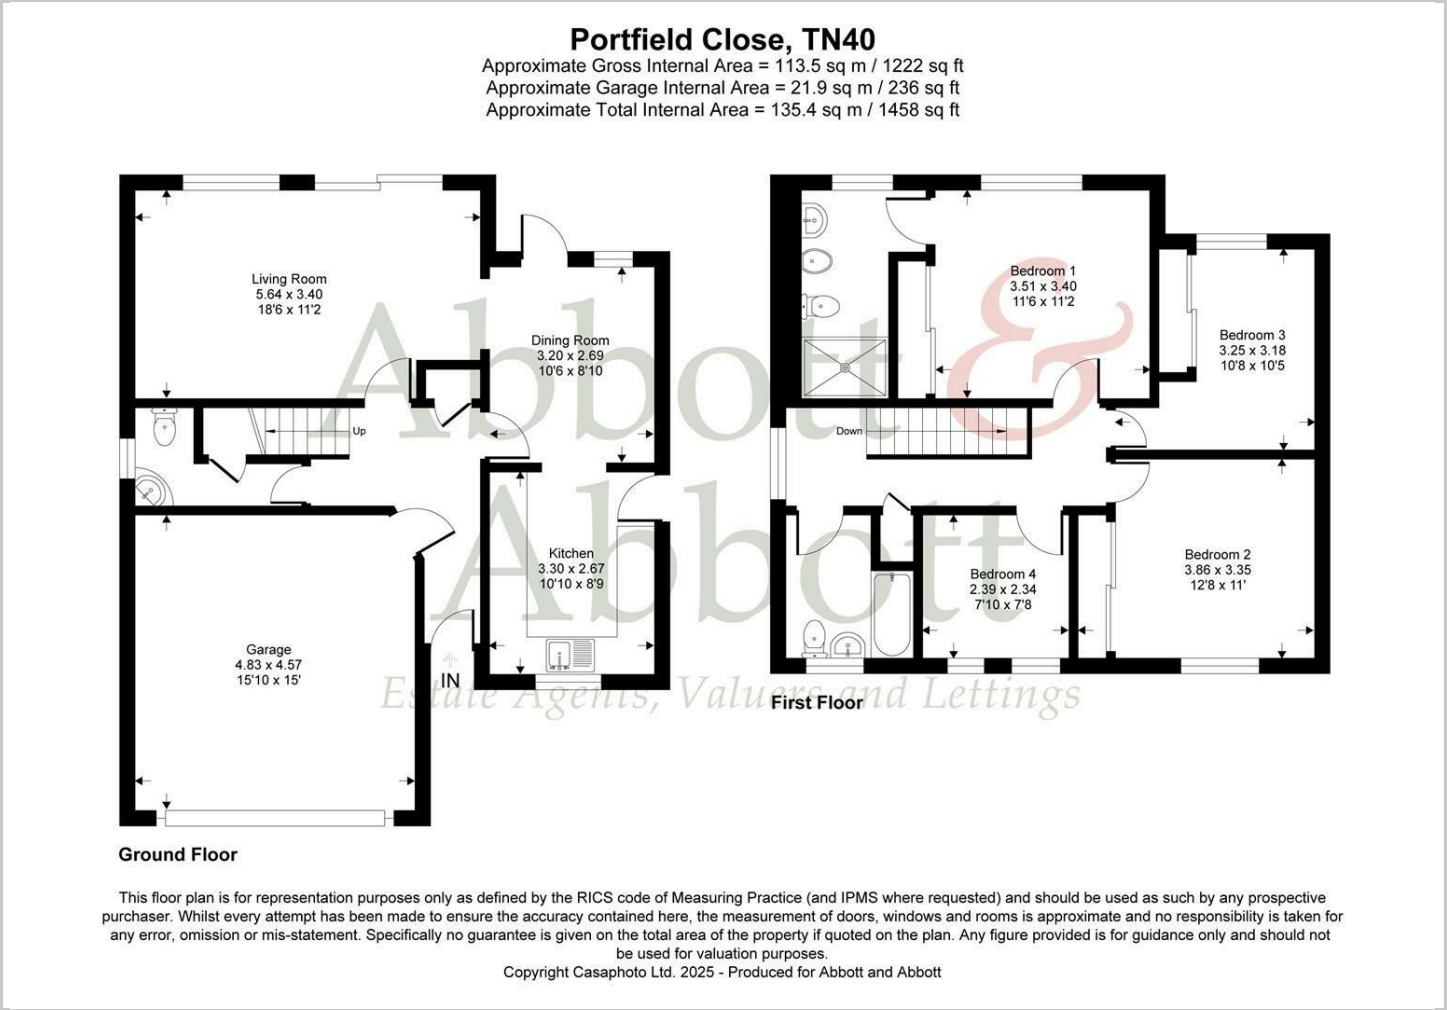 Portfield Close, TN40
Approximate Gross Internal Area = 113.5 sq m / 1222 sq ft
Approximate Garage Internal Area = 21.9 sq m / 236 sq ft
Approximate Total Internal Area = 135.4 sq m / 1458 sq ft
Living Room
5.64 x 3.40
18'6 x 11'2
Dining Room
3.20 x 2.69
10'6 x 8'10
Up
Kitchen
3.30 x 2.67
10'10 x 8'9
Garage
4.83 x 4.57
15'10 x 15'
IN
Ground Floor
Bedroom 1
3.51 x 3.40
11'6 x 11'2
Bedroom 3
3.25 x 3.18
10'8 x 10'5
Down
Bedroom 2
3.86 x 3.35
12'8 x 11'
Bedroom 4
2.39 x 2.34
7'10 x 7'8
First Floor
Abbott &
Abbott
Estate Agents, Valuers and Lettings
This floor plan is for representation purposes only as defined by the RICS code of Measuring Practice (and IPMS where requested) and should be used as such by any prospective
purchaser. Whilst every attempt has been made to ensure the accuracy contained here, the measurement of doors, windows and rooms is approximate and no responsibility is taken for
any error, omission or mis-statement. Specifically no guarantee is given on the total area of the property if quoted on the plan. Any figure provided is for guidance only and should not
be used for valuation purposes.
Copyright Casaphoto Ltd. 2025 - Produced for Abbott and Abbott